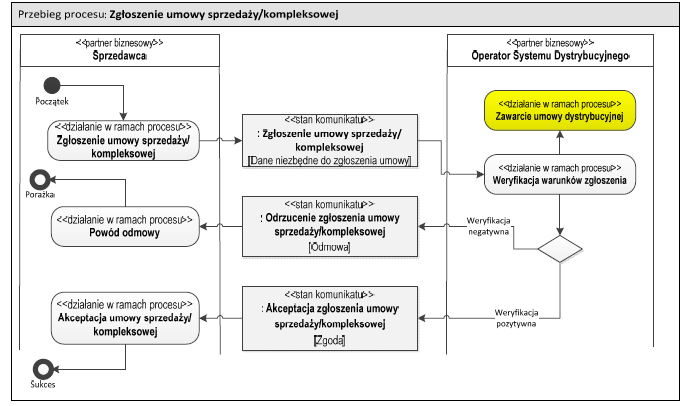 Przebieg procesu: Zgłoszenie umowy sprzedaży/kompleksowej
<<partner biznesowy>>
Sprzedawca
<<partner biznesowy>>
Operator Systemu Dystrybucyjnego
Początek
<<działanie w ramach procesu>>
Zgłoszenie umowy sprzedaży/
kompleksowej
<<stan komunikatu>>
: Zgłoszenie umowy sprzedaży/
kompleksowej
[Dane niezbędne do zgłoszenia umowy]
<<działanie w ramach procesu>>
Zawarcie umowy dystrybucyjnej
<<działanie w ramach procesu>>
Weryfikacja warunków zgłoszenia
Porażka
<<działanie w ramach procesu>>
Powód odmowy
<<stan komunikatu>>
: Odrzucenie zgłoszenia umowy
sprzedaży/kompleksowej
[Odmowa]
Weryfikacja
negatywna
<<działanie w ramach procesu>>
Akceptacja umowy sprzedaży/
kompleksowej
<<stan komunikatu>>
: Akceptacja zgłoszenia umowy
sprzedaży/kompleksowej
[Zgoda]
Weryfikacja
pozytywna
Sukces